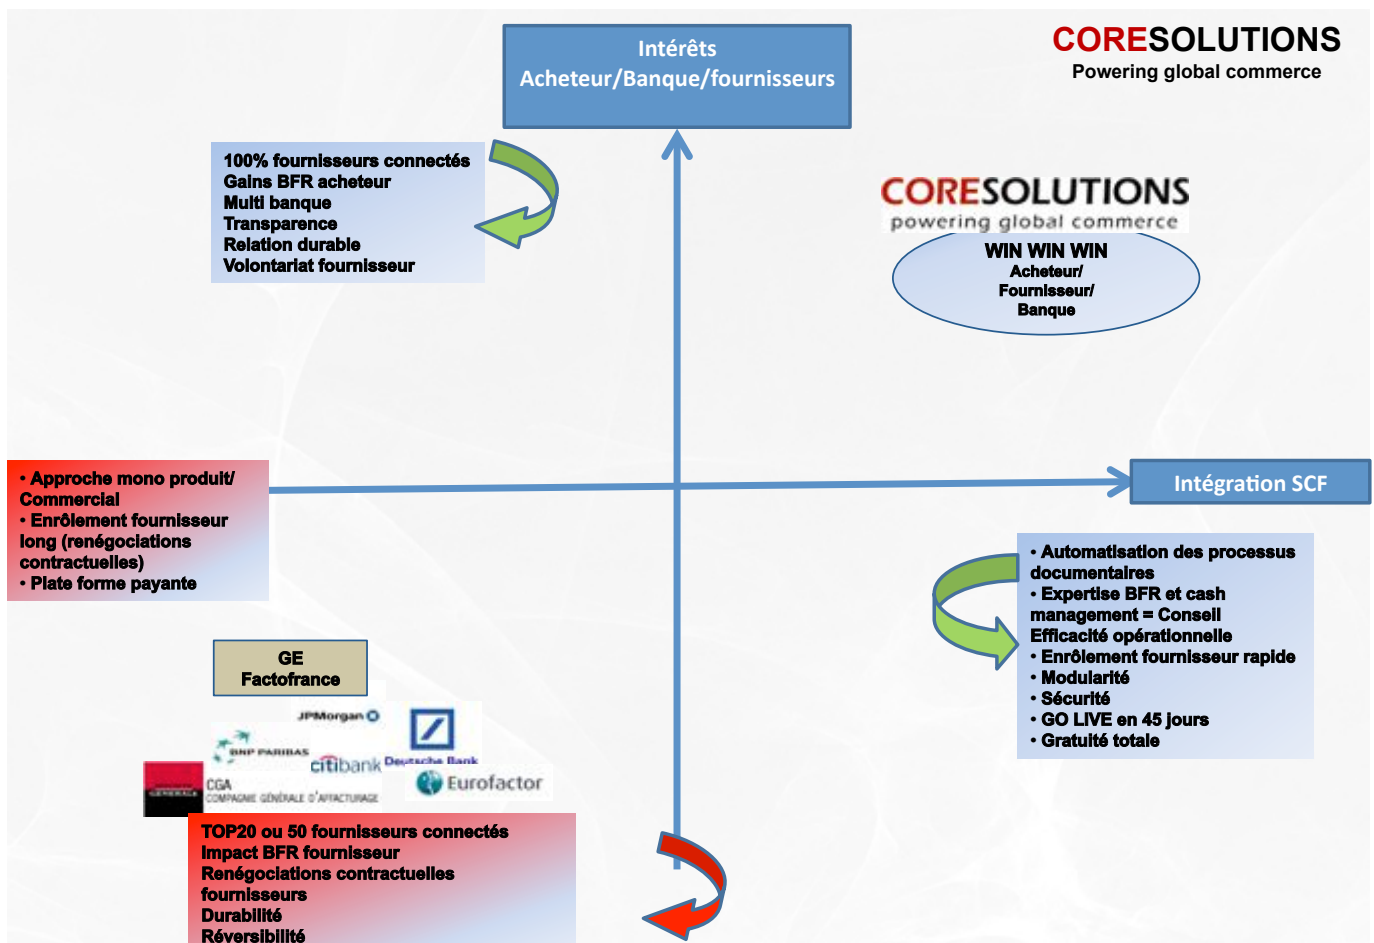 Intérêts
Acheteur/Banque/fournisseurs
CORESOLUTIONS
Powering global commerce
100% fournisseurs connectés
Gains BFR acheteur
Multi banque
Transparence
Relation durable
Volontariat fournisseur
CORESOLUTIONS
powering global commerce
WIN WIN WIN
Acheteur/
Fournisseur/
Banque
• Approche mono produit/
Commercial
• Enrôlement fournisseur
long (renégociations
contractuelles)
• Plate forme payante
Intégration SCF
• Automatisation des processus
documentaires
• Expertise BFR et cash
management = Conseil
Efficacité opérationnelle
• Enrôlement fournisseur rapide
• Modularité
• Sécurité
• GO LIVE en 45 jours
• Gratuité totale
GE
Factofrance
JPMorgan
BNP PARIBAS
citibank
Deutsche Bank
GENERALE
CGA
COMPAGNIE GÉNÉRALE D'AFFACTURAGE
Eurofactor
TOP20 ou 50 fournisseurs connectés
Impact BFR fournisseur
Renégociations contractuelles
fournisseurs
Durabilité
Réversibilité